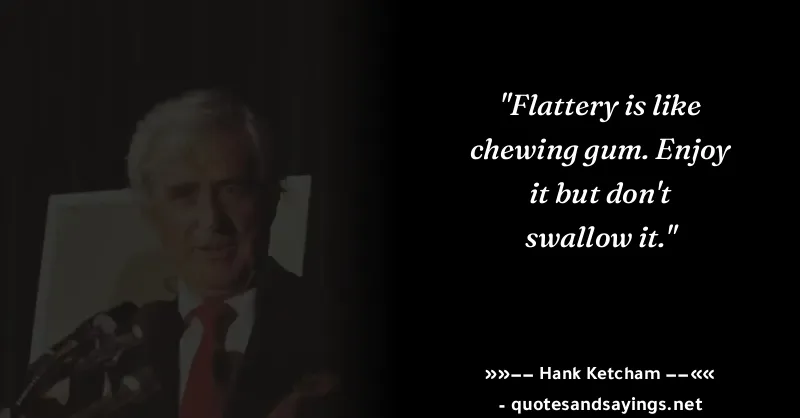 "Flattery is like
chewing gum. Enjoy
it but don't
swallow it."
»»−− Hank Ketcham −−««
- quotesandsayings.net